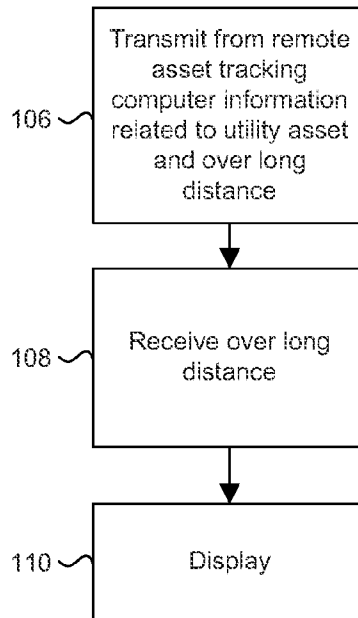 Transmit from remote
asset tracking
computer information
related to utility asset
and over long
distance
106
Receive over long
distance
108
Display
110